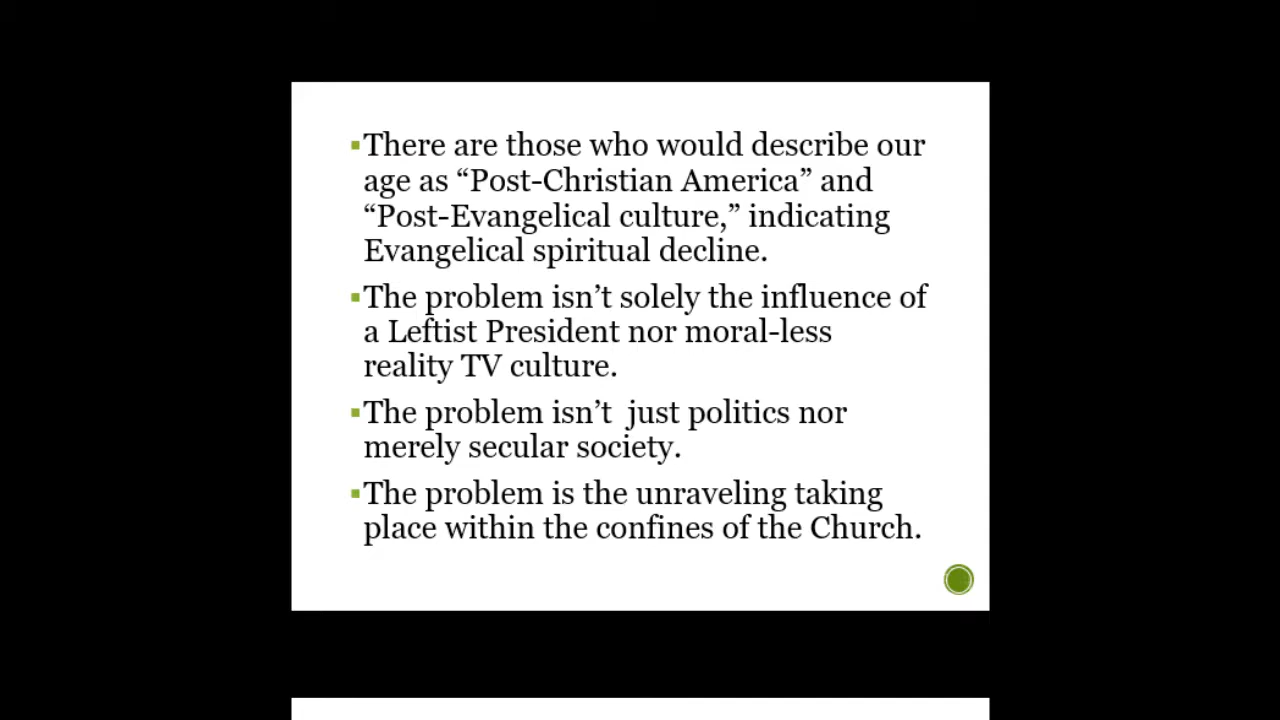 ▪There are those who would describe our
age as “Post-Christian America” and
“Post-Evangelical culture,” indicating
Evangelical spiritual decline.
▪The problem isn’t solely the influence of
a Leftist President nor moral-less
reality TV culture.
▪The problem isn’t  just politics nor
merely secular society.
▪The problem is the unraveling taking
place within the confines of the Church.